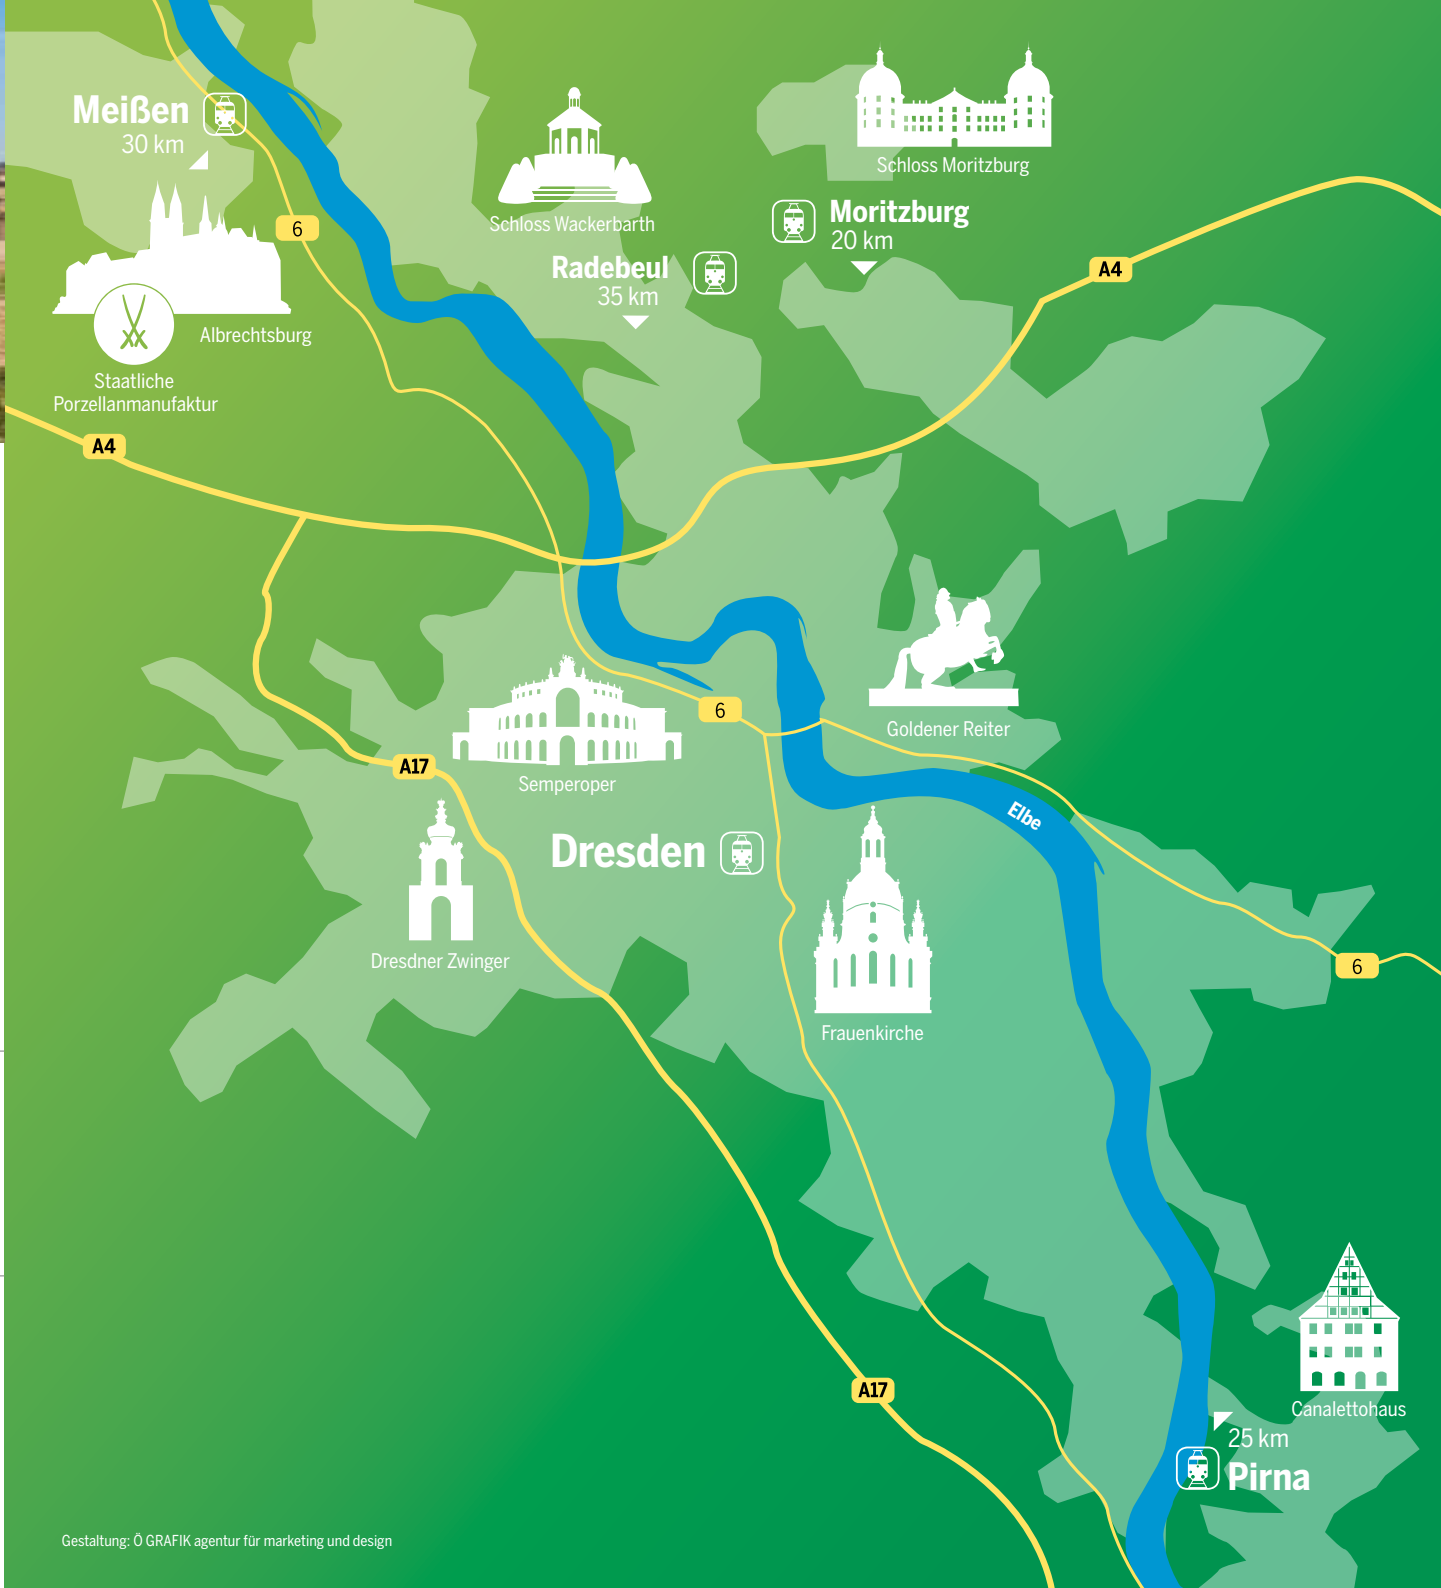 Meißen
30 km
Schloss Moritzburg
Moritzburg
20 km
Schloss Wackerbarth
6
Radebeul
35 km
A4
Albrechtsburg
Staatliche
Porzellanmanufaktur
A4
Goldener Reiter
6
Semperoper
A17
Elbe
Dresden
Dresdner Zwinger
6
Frauenkirche
A17
Canalettohaus
25 km
Pirna
Gestaltung: Ö GRAFIK agentur für marketing und design